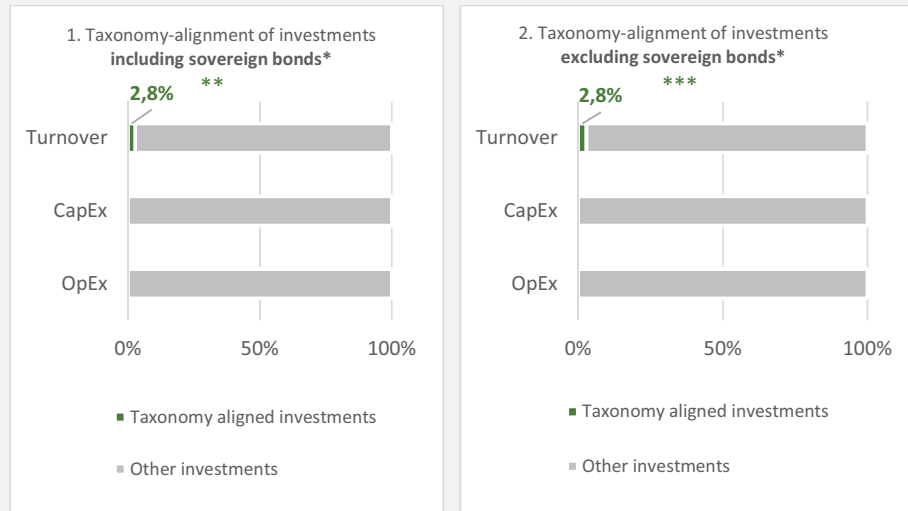 1. Taxonomy-alignment of investments
including sovereign bonds*
**
2,8%
Turnover
CapEx
OpEx
0% 50% 100%
Taxonomy aligned investments
Other investments
2. Taxonomy-alignment of investments
excluding sovereign bonds*
***
2,8%
Turnover
CapEx
OpEx
0% 50% 100%
Taxonomy aligned investments
Other investments